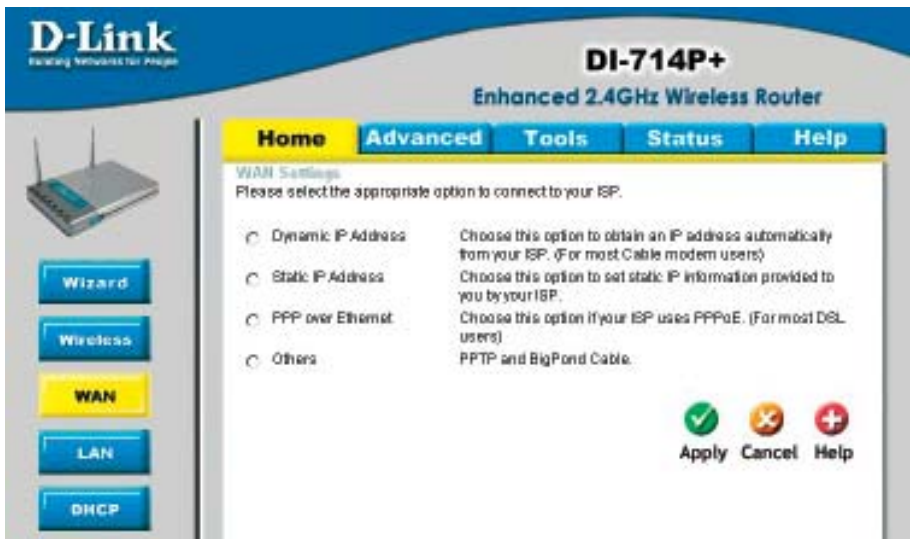 D-Link
Building Networks for People
DI-714P+
Enhanced 2.4GHz Wireless Router
Home Advanced Tools Status Help
WAN Settings
Please select the appropriate option to connect to your ISP.
Dynamic IP Address Choose this option to obtain an IP address automatically
from your ISP. (For most Cable modem users)
Static IP Address Choose this option to set static IP information provided to
you by your ISP.
PPP over Ethernet Choose this option if your ISP uses PPPoE. (For most DSL
users)
Others PPTP and BigPond Cable.
Wizard
Wireless
WAN
LAN
DHCP
Apply Cancel Help